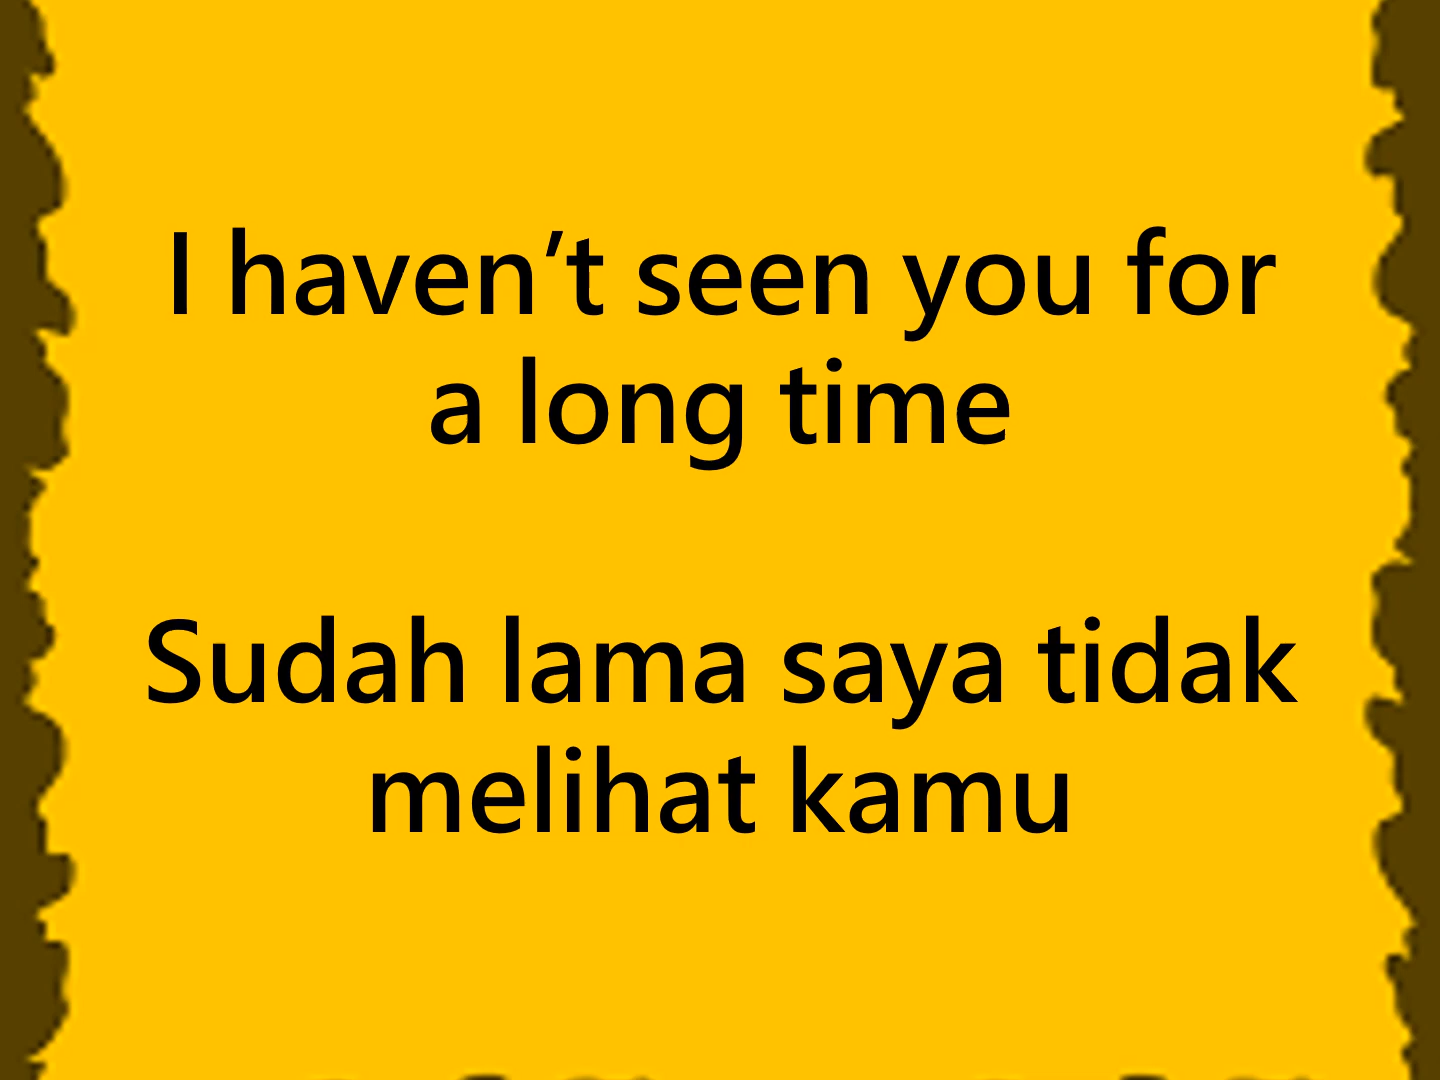 I haven’t seen you for
a long time
Sudah lama saya tidak
melihat kamu